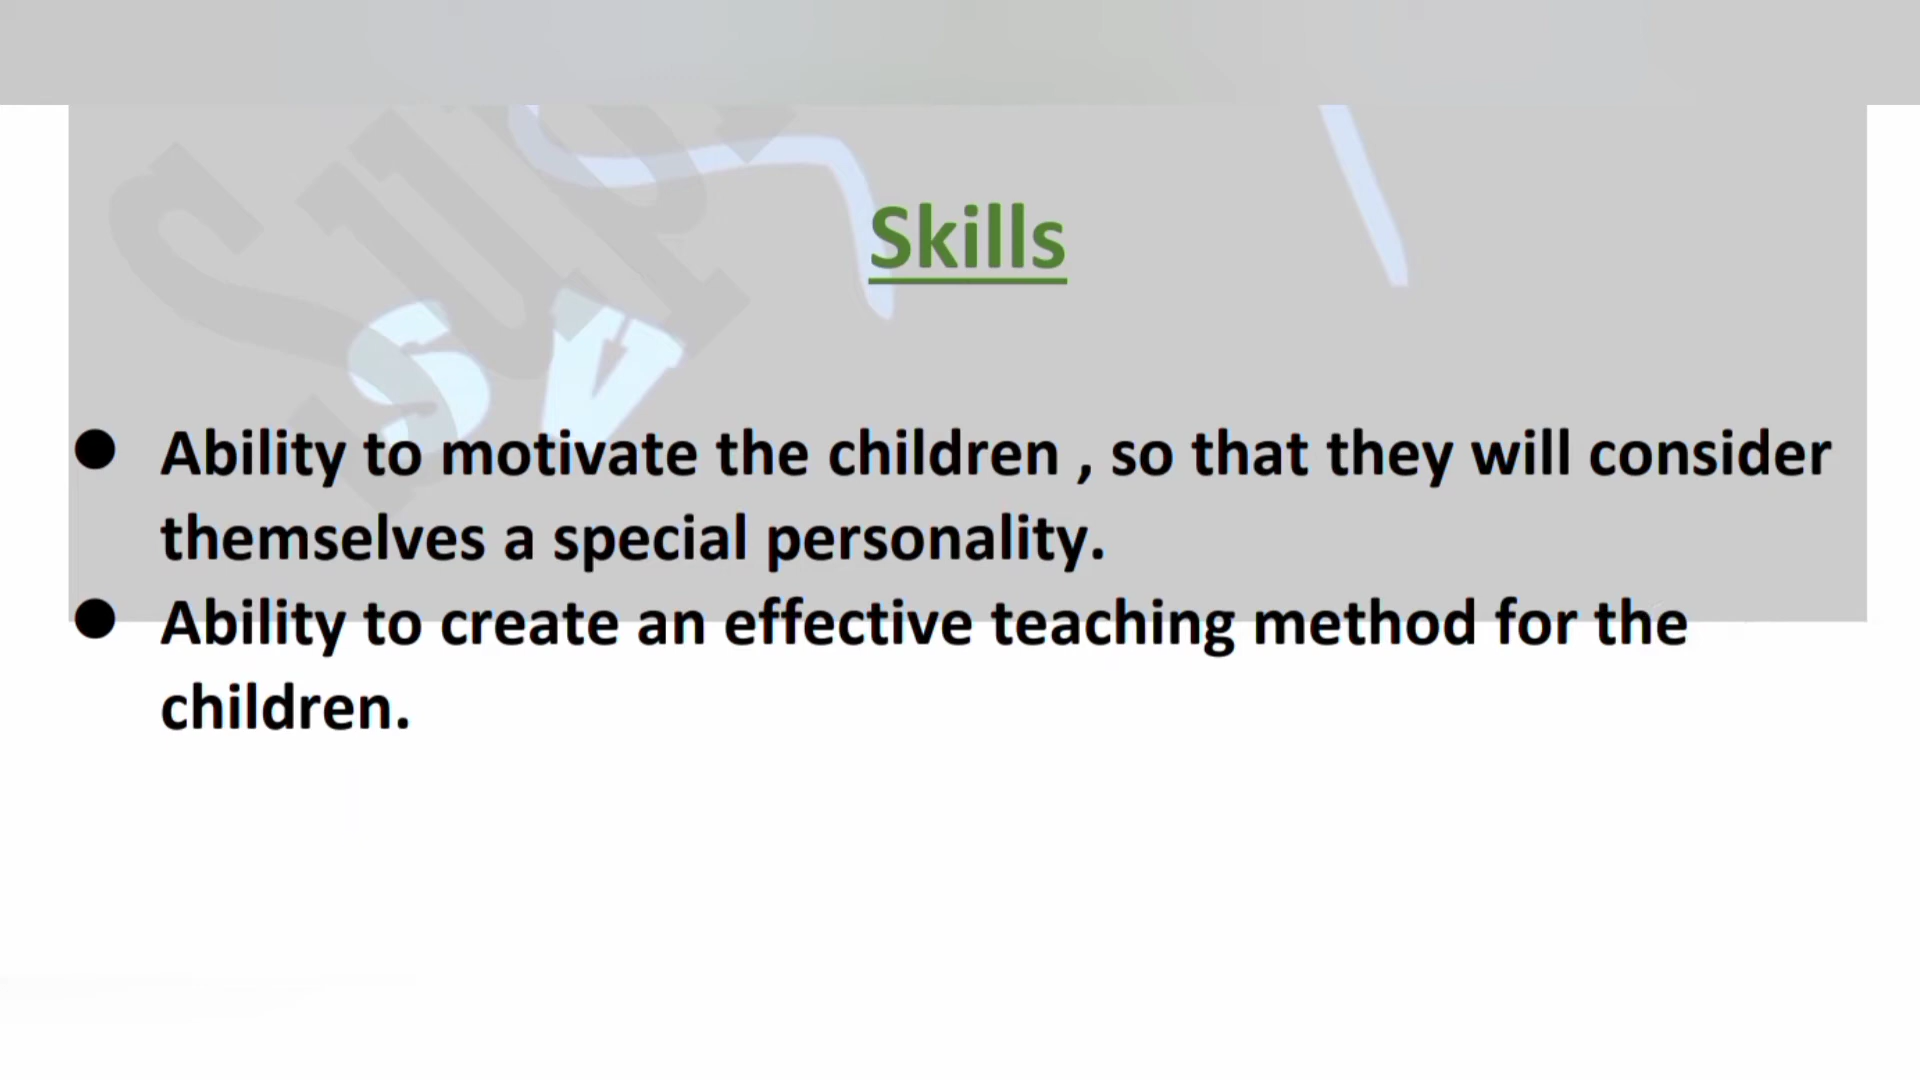 Skills
● Ability to motivate the children , so that they will consider
themselves a special personality.
● Ability to create an effective teaching method for the
children.
S V